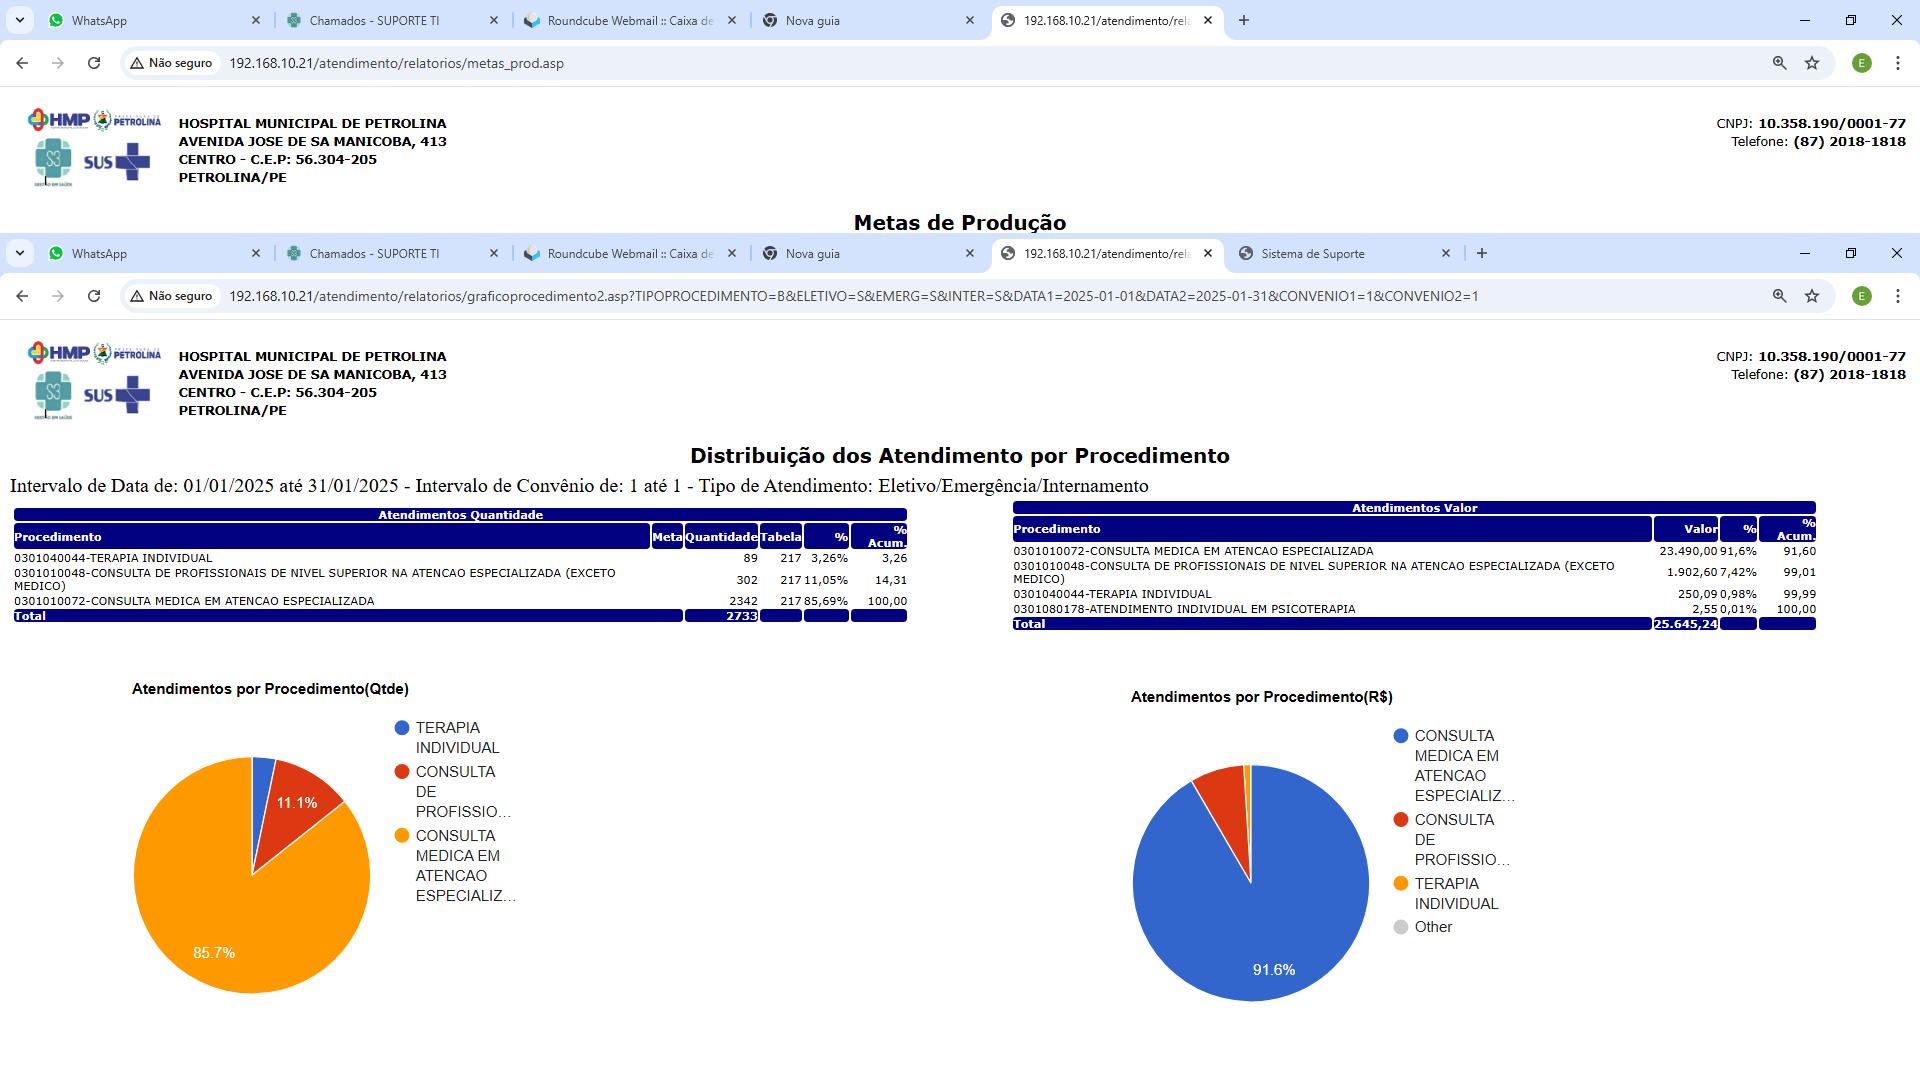 WhatsApp
Chamados - SUPORTE TI
Roundcube Webmail :: Caixa de
Nova guia
192.168.10.21/atendimento/rela
Não seguro
192.168.10.21/atendimento/relatorios/metas_prod.asp
E
HMP PETROLINA
HOSPITAL MUNICIPAL DE PETROLINA
CNPJ: 10.358.190/0001-77
AVENIDA JOSE DE SA MANICOBA, 413
Telefone: (87) 2018-1818
SUS
CENTRO - C.E.P: 56.304-205
PETROLINA/PE
Metas de Produção
WhatsApp
Chamados - SUPORTE TI
Roundcube Webmail :: Caixa de
Nova guia
192.168.10.21/atendimento/rela
Sistema de Suporte
Não seguro
192.168.10.21/atendimento/relatorios/graficoprocedimento2.asp?TIPOPROCEDIMENTO=B&ELETIVO=S&EMERG=S&INTER=S&DATA1=2025-01-01&DATA2=2025-01-31&CONVENIO1=1&CONVENIO2=1
E
HMP PETROLINA
HOSPITAL MUNICIPAL DE PETROLINA
CNPJ: 10.358.190/0001-77
AVENIDA JOSE DE SA MANICOBA, 413
Telefone: (87) 2018-1818
SUS
CENTRO - C.E.P: 56.304-205
PETROLINA/PE
Distribuição dos Atendimento por Procedimento
Intervalo de Data de: 01/01/2025 até 31/01/2025 - Intervalo de Convênio de: 1 até 1 - Tipo de Atendimento: Eletivo/Emergência/Internamento
Atendimentos Quantidade
Procedimento Meta Quantidade Tabela % % Acum.
0301040044-TERAPIA INDIVIDUAL 89 217 3,26% 3,26
0301010048-CONSULTA DE PROFISSIONAIS DE NIVEL SUPERIOR NA ATENCAO ESPECIALIZADA (EXCETO
MEDICO) 302 217 11,05% 14,31
0301010072-CONSULTA MEDICA EM ATENCAO ESPECIALIZADA 2342 217 85,69% 100,00
Total 2733
Atendimentos Valor
Procedimento Valor % % Acum.
0301010072-CONSULTA MEDICA EM ATENCAO ESPECIALIZADA 23.490,00 91,6% 91,60
0301010048-CONSULTA DE PROFISSIONAIS DE NIVEL SUPERIOR NA ATENCAO ESPECIALIZADA (EXCETO
MEDICO) 1.902,60 7,42% 99,01
0301040044-TERAPIA INDIVIDUAL 250,09 0,98% 99,99
0301080178-ATENDIMENTO INDIVIDUAL EM PSICOTERAPIA 2,55 0,01% 100,00
Total 25.645,24
Atendimentos por Procedimento(Qtde)
TERAPIA
INDIVIDUAL
CONSULTA
DE
PROFISSIO...
CONSULTA
MEDICA EM
ATENCAO
ESPECIALIZ...
11.1%
85.7%
Atendimentos por Procedimento(R$)
CONSULTA
MEDICA EM
ATENCAO
ESPECIALIZ...
CONSULTA
DE
PROFISSIO...
TERAPIA
INDIVIDUAL
Other
91.6%